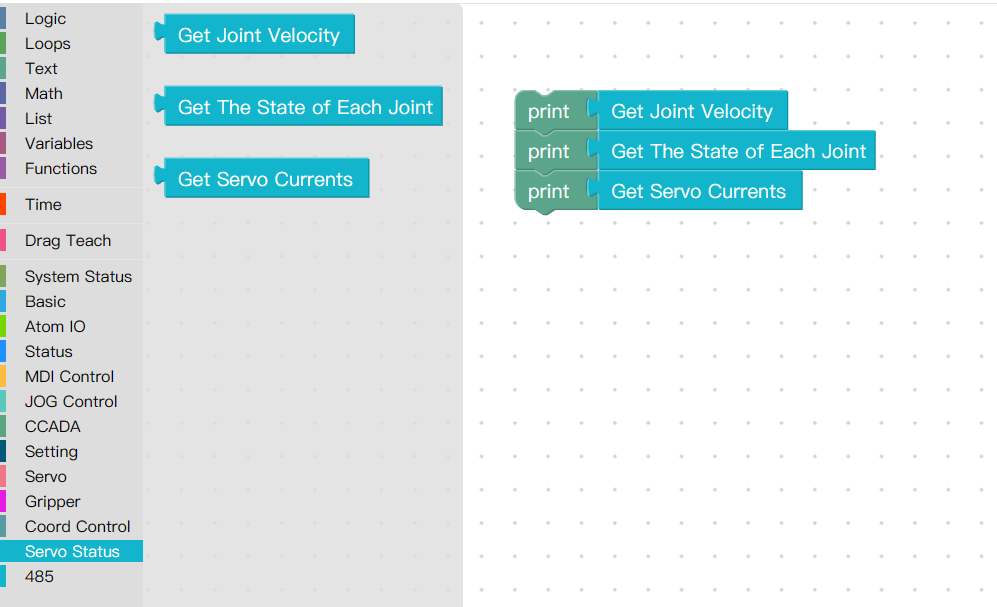 Logic
Loops
Text
Math
List
Variables
Functions
Time
Drag Teach
System Status
Basic
Atom IO
Status
MDI Control
JOG Control
CCADA
Setting
Servo
Gripper
Coord Control
Servo Status
485
Get Joint Velocity
Get The State of Each Joint
Get Servo Currents
print Get Joint Velocity
print Get The State of Each Joint
print Get Servo Currents